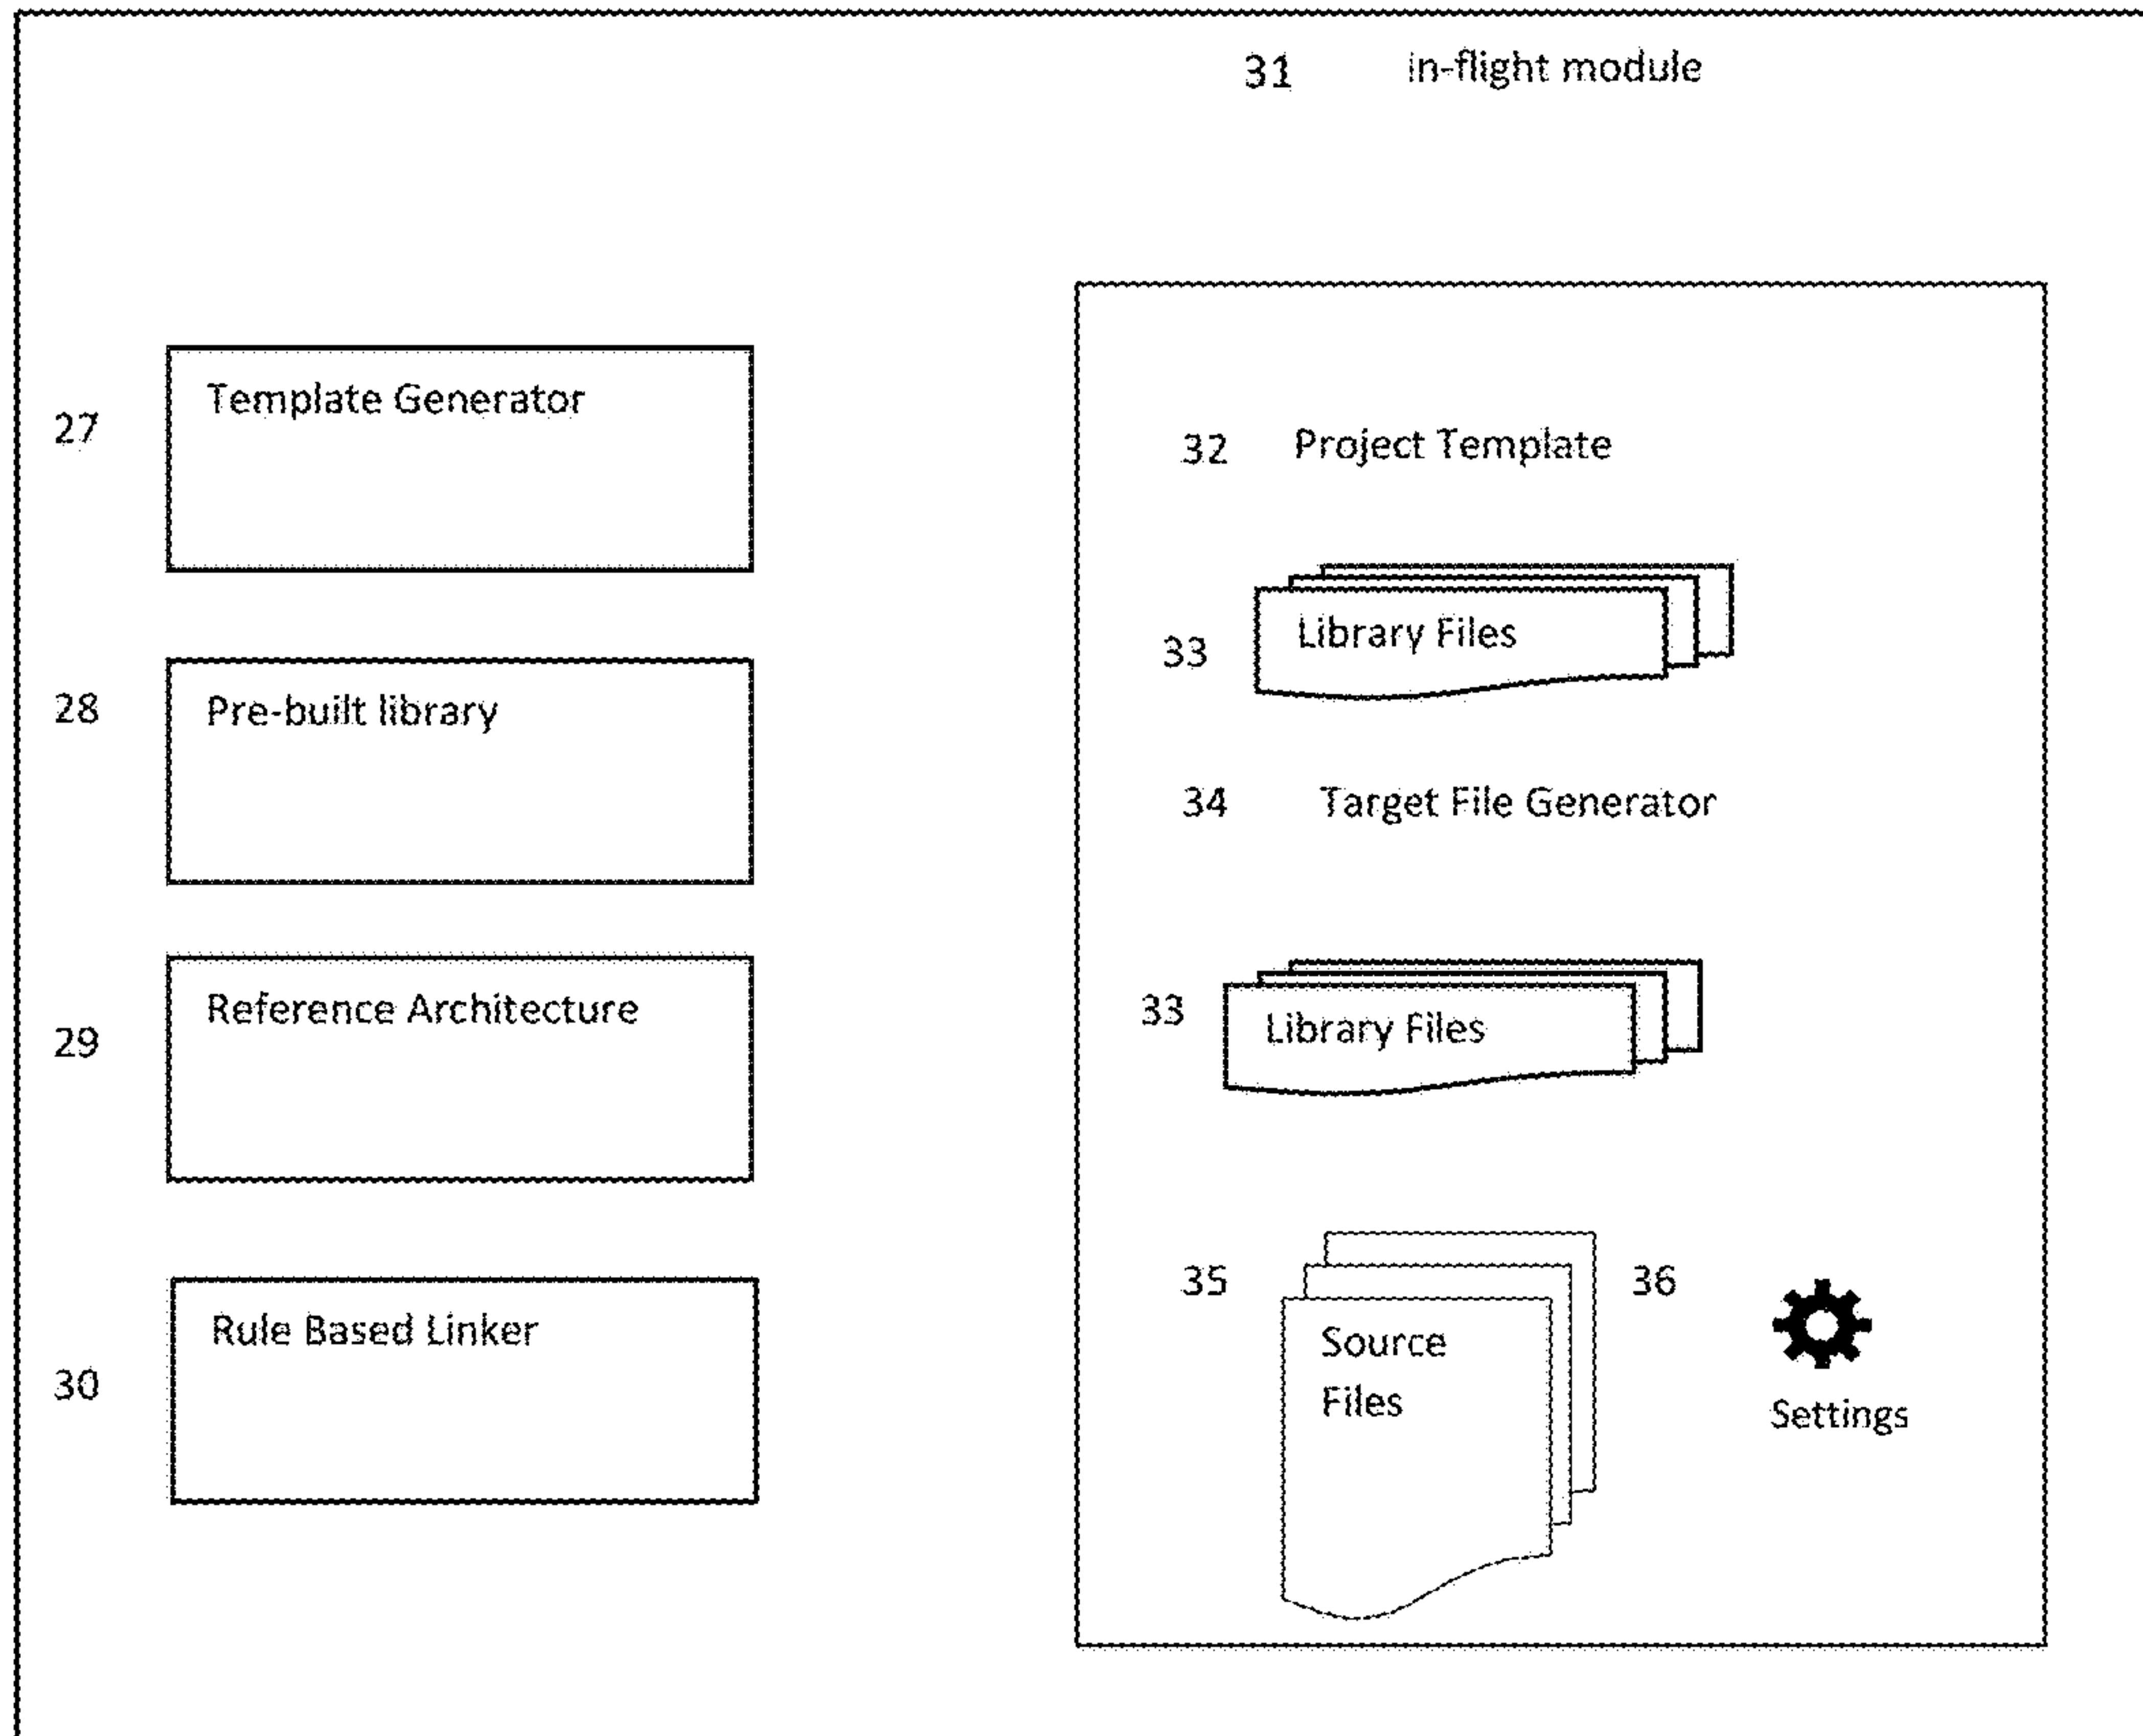 31 in-flight module
27 Template Generator
28 Pre-built library
29 Reference Architecture
30 Rule Based Linker
32 Project Template
33 Library Files
34 Target File Generator
33 Library Files
35 Source
Files
36 Settings